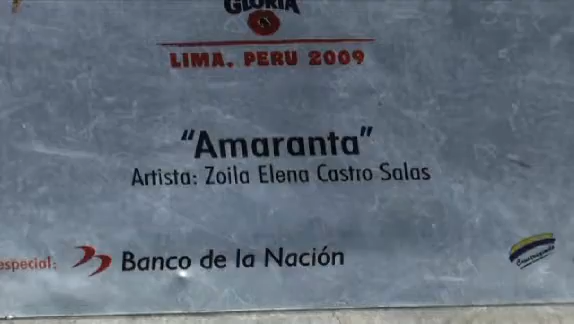 GLORIA
LIMA, PERU 2009
"Amaranta"
Artista: Zoila Elena Castro Salas
especial: Banco de la Nación